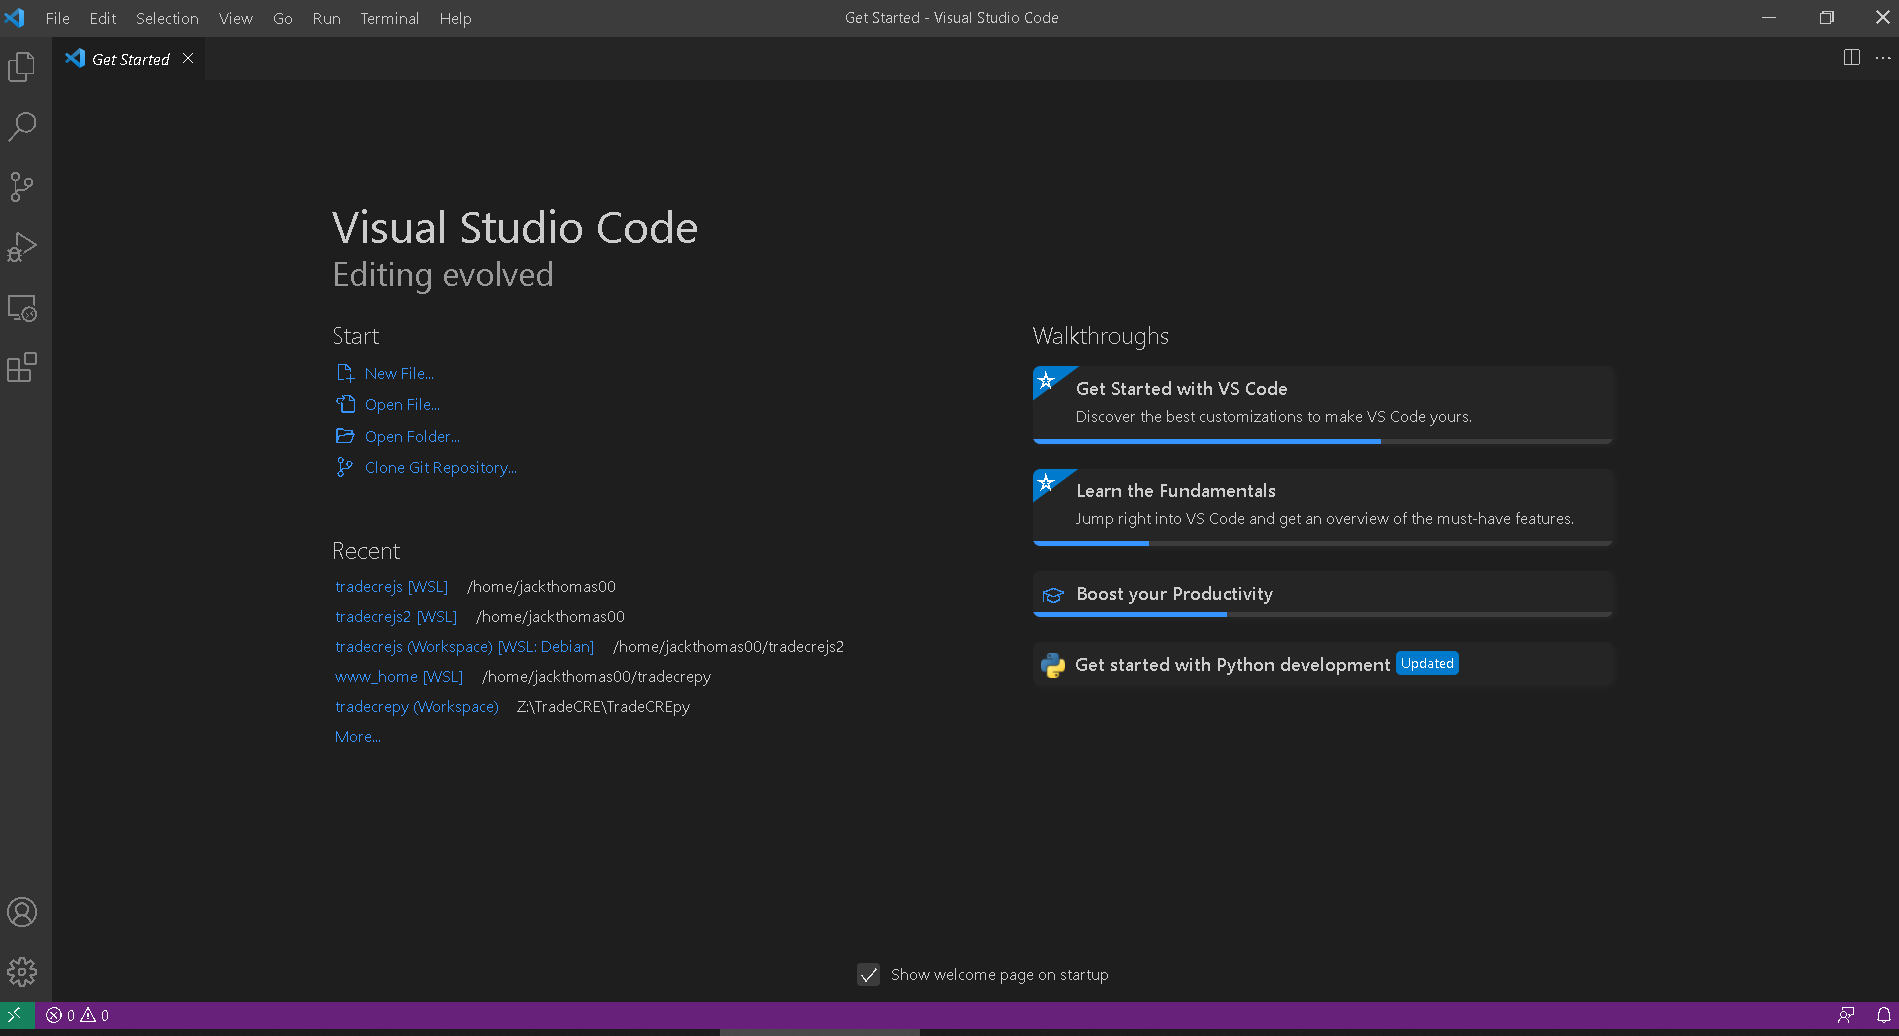 File Edit Selection View Go Run Terminal Help
Get Started - Visual Studio Code
Get Started
Visual Studio Code
Editing evolved
Start
New File...
Open File...
Open Folder...
Clone Git Repository...
Recent
tradecrejs [WSL] /home/jackthomas00
tradecrejs2 [WSL] /home/jackthomas00
tradecrejs (Workspace) [WSL: Debian] /home/jackthomas00/tradecrejs2
www_home [WSL] /home/jackthomas00/tradecrepy
tradecrepy (Workspace) Z:\TradeCRE\TradeCREpy
More...
Walkthroughs
Get Started with VS Code
Discover the best customizations to make VS Code yours.
Learn the Fundamentals
Jump right into VS Code and get an overview of the must-have features.
Boost your Productivity
Get started with Python development Updated
Show welcome page on startup
0 0